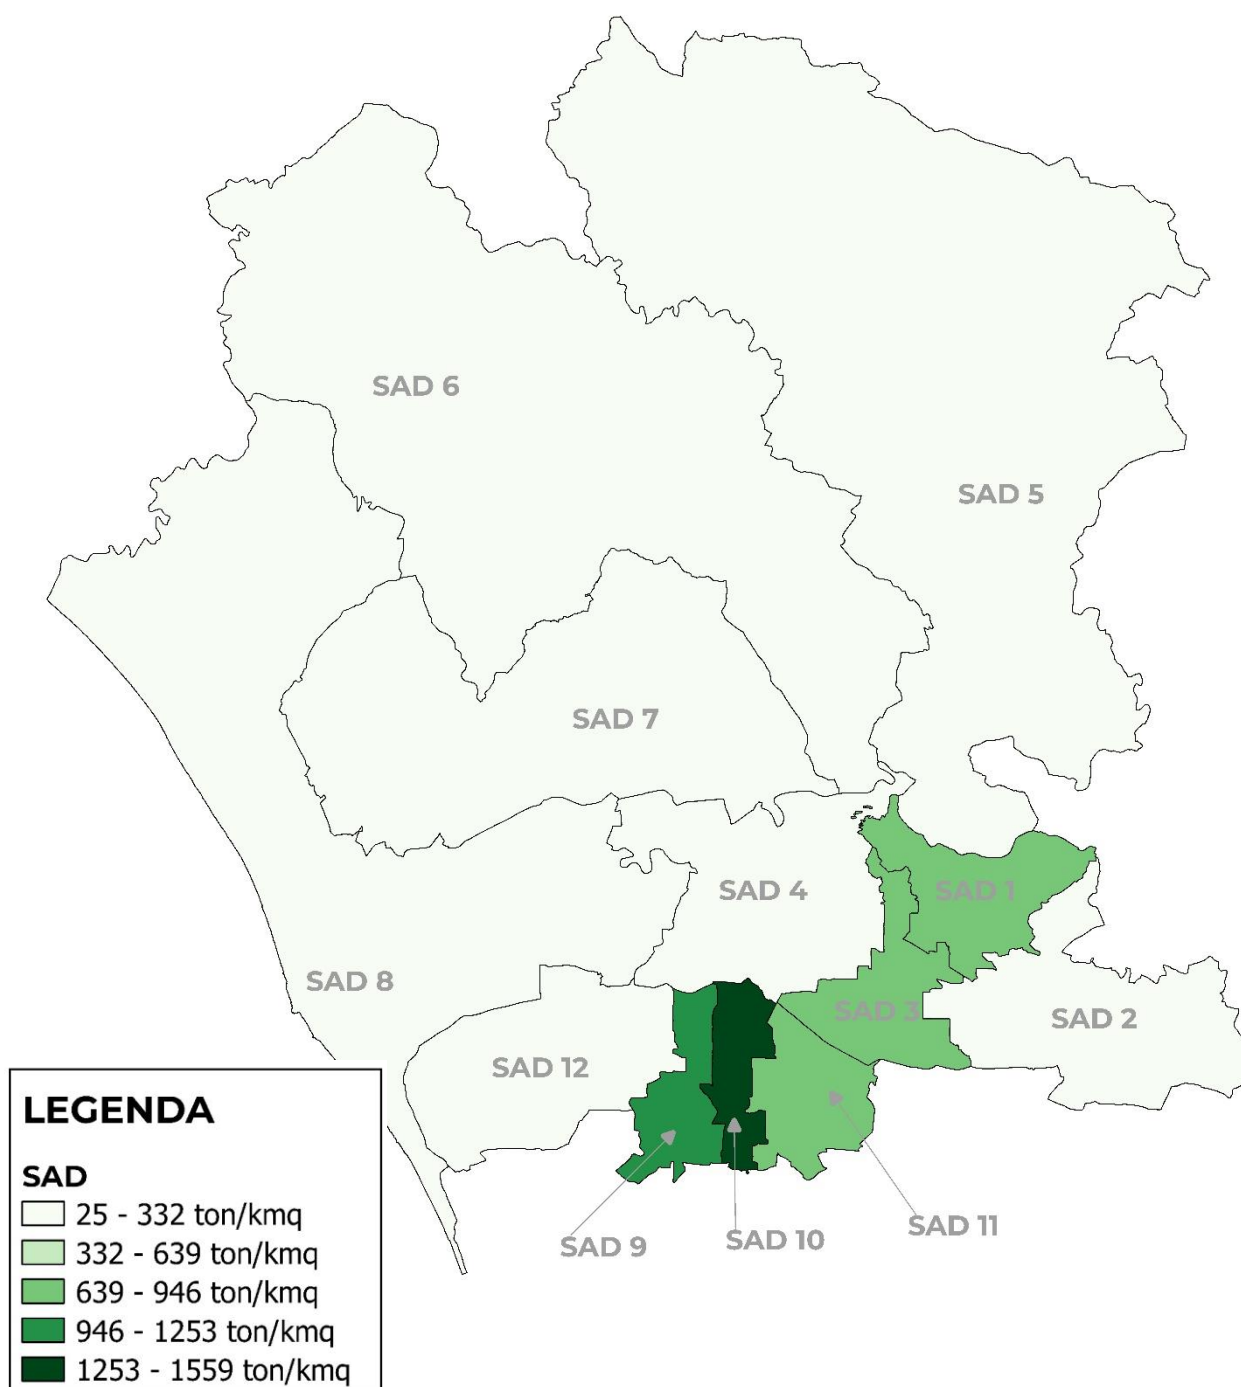 SAD 6
SAD 5
SAD 7
SAD 4
SAD 1
SAD 8
SAD 3
SAD 2
SAD 12
SAD 11
SAD 10
SAD 9
LEGENDA
SAD
25 - 332 ton/kmq
332 - 639 ton/kmq
639 - 946 ton/kmq
946 - 1253 ton/kmq
1253 - 1559 ton/kmq